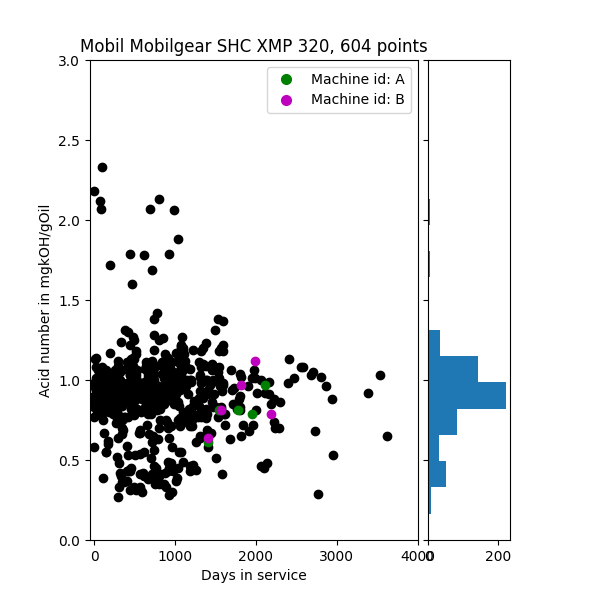 Mobil Mobilgear SHC XMP 320, 604 points
Machine id: A
Machine id: B
3.0
2.5
2.0
1.5
1.0
0.5
0.0
Acid number in mgkOH/gOil
0 1000 2000 3000 4000
0 200
Days in service